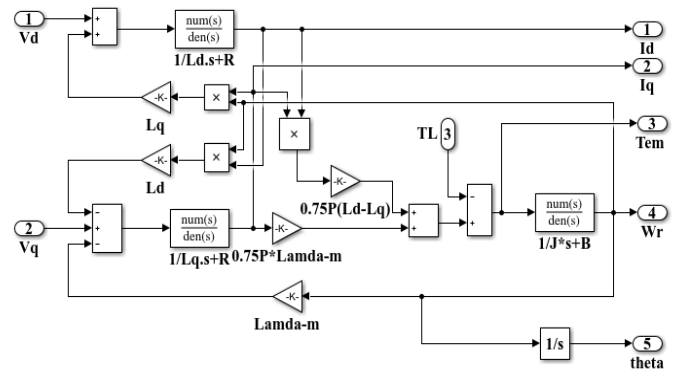 1
Vd
+
+
num(s)
den(s)
1/Ld.s+R
1
Id
2
Iq
-K-
Lq
×
×
TL 3
3
Tem
-K-
Ld
×
-K-
0.75P(Ld-Lq)
2
Vq
−
+
−
num(s)
den(s)
1/Lq.s+R
-K-
0.75P*Lamda-m
+
+
−
+
num(s)
den(s)
1/J*s+B
4
Wr
-K-
Lamda-m
1/s
5
theta